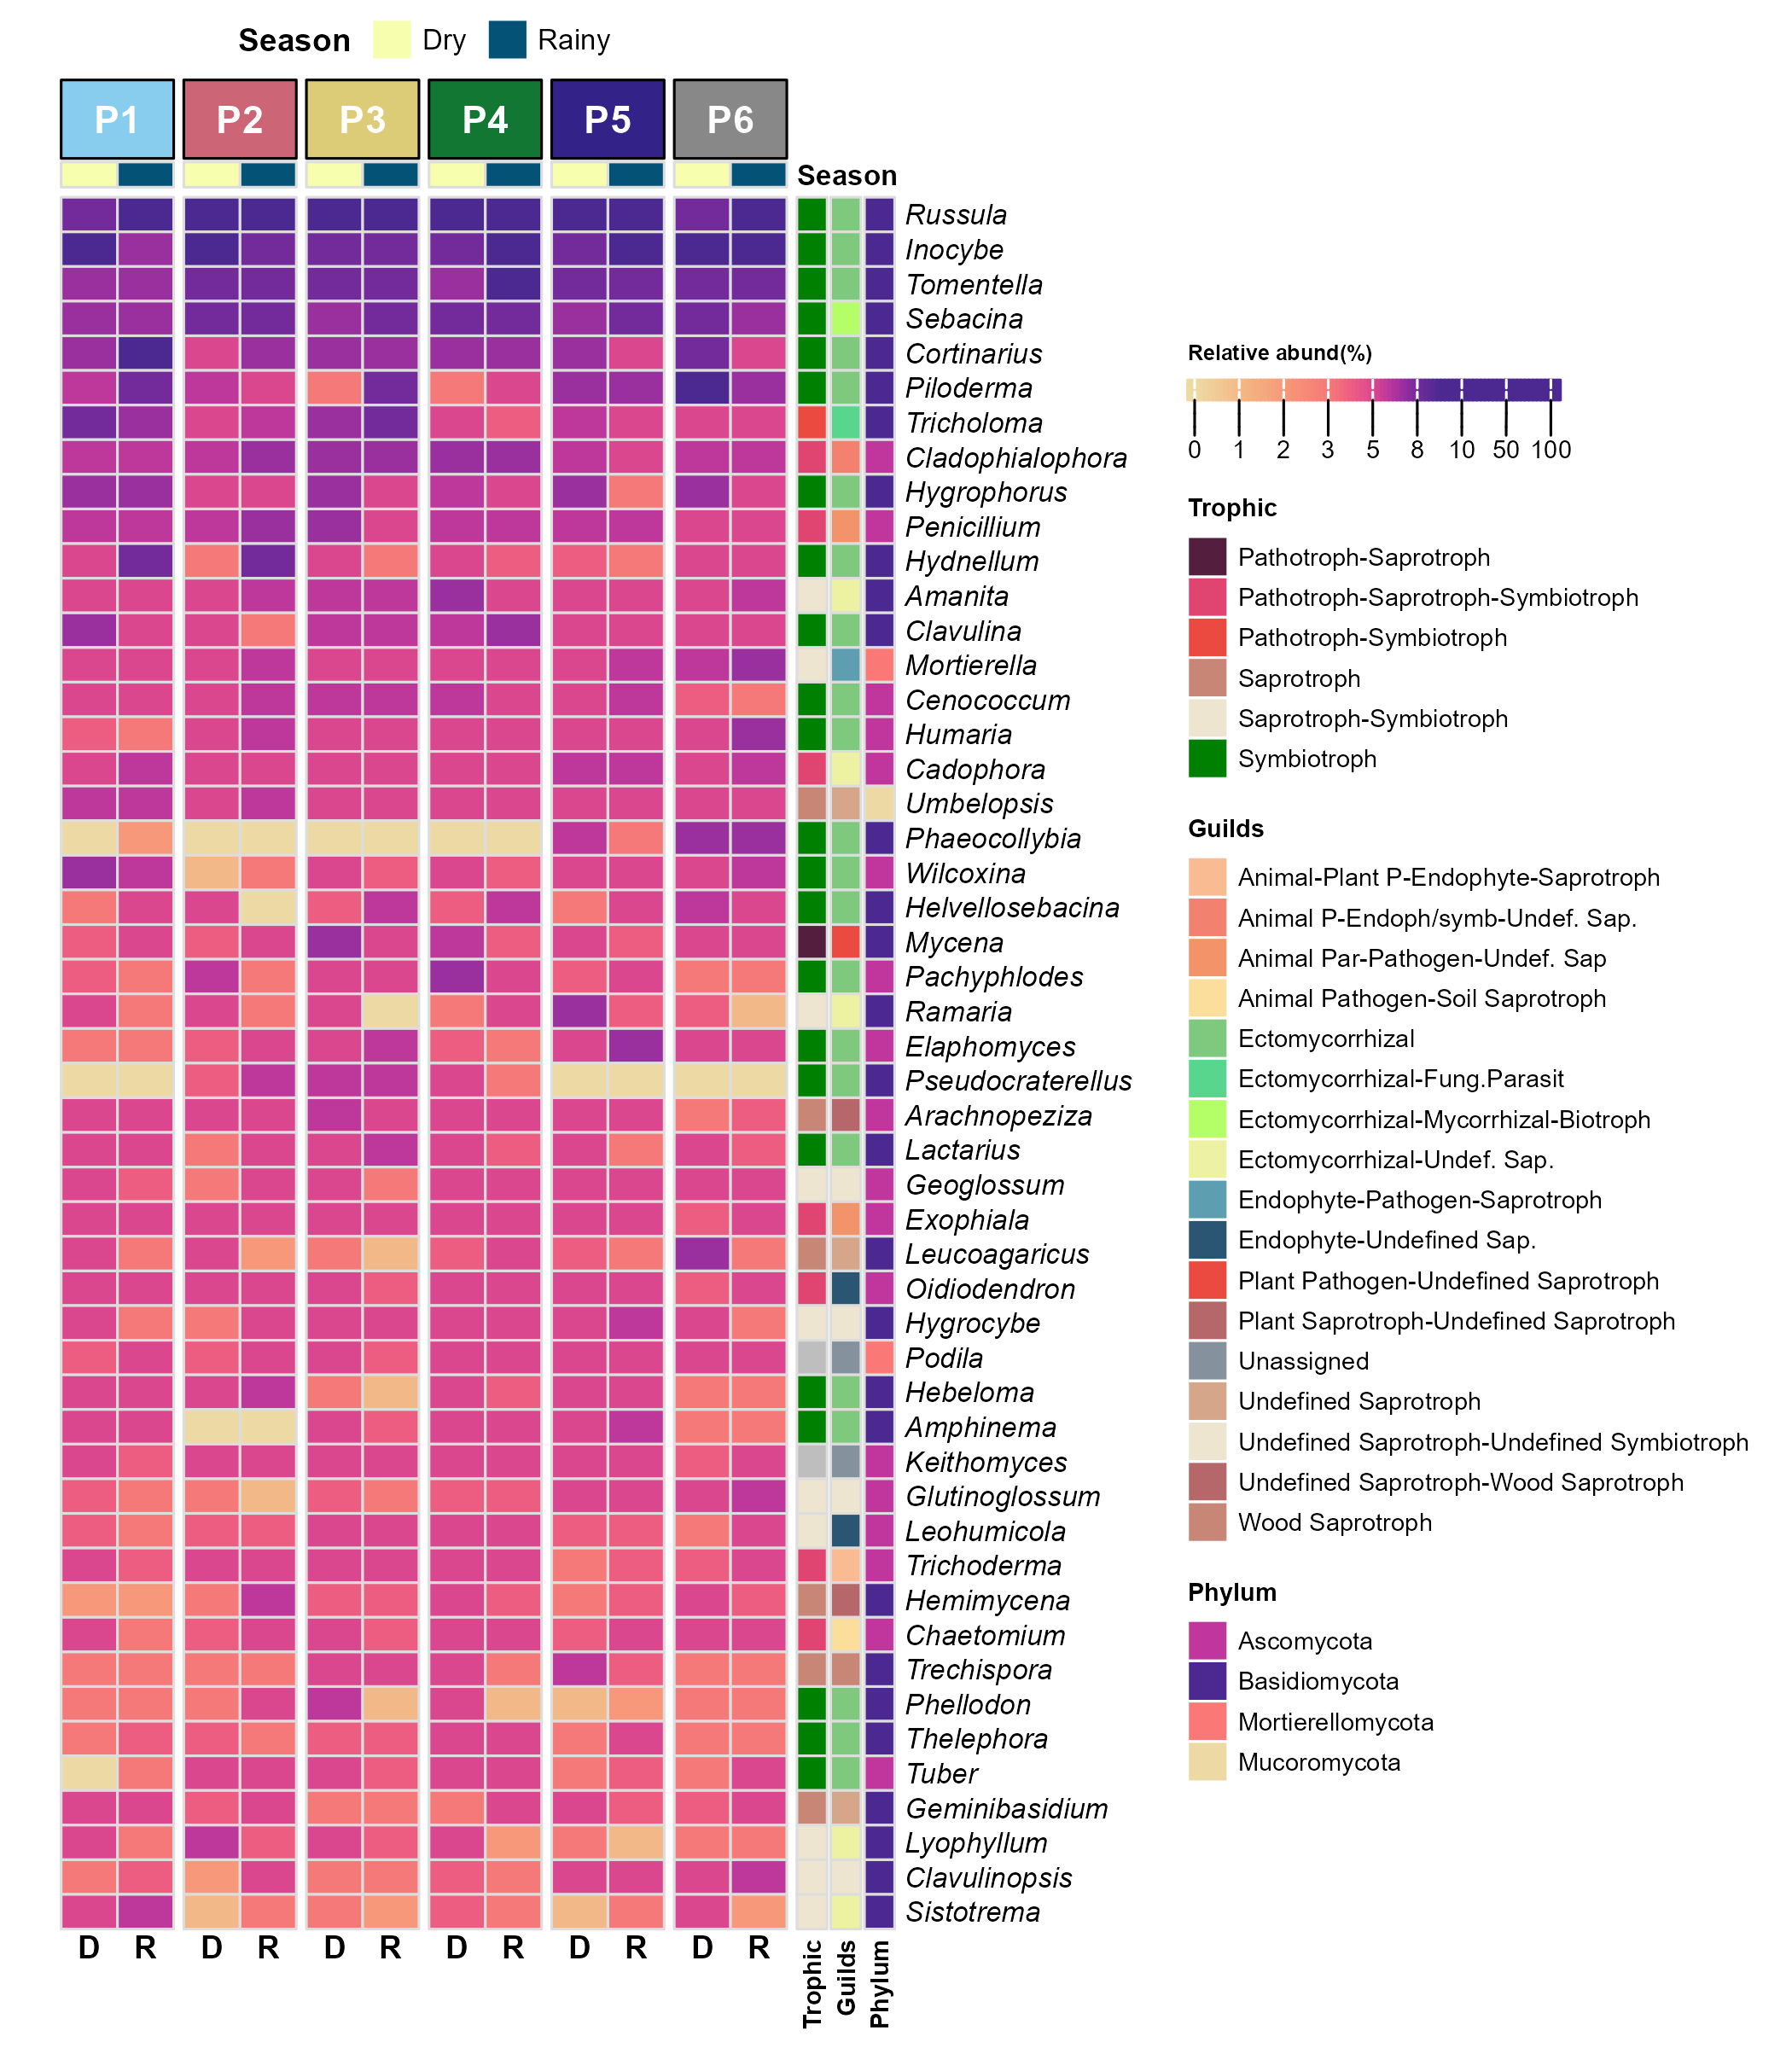 Season Dry Rainy
P1 P2 P3 P4 P5 P6
Season
Russula
Inocybe
Tomentella
Sebacina
Cortinarius
Piloderma
Tricholoma
Cladophialophora
Hygrophorus
Penicillium
Hydnellum
Amanita
Clavulina
Mortierella
Cenococcum
Humaria
Cadophora
Umbelopsis
Phaeocollybia
Wilcoxina
Helvellosebacina
Mycena
Pachyphlodes
Ramaria
Elaphomyces
Pseudocraterellus
Arachnopeziza
Lactarius
Geoglossum
Exophiala
Leucoagaricus
Oidiodendron
Hygrocybe
Podila
Hebeloma
Amphinema
Keithomyces
Glutinoglossum
Leohumicola
Trichoderma
Hemimycena
Chaetomium
Trechispora
Phellodon
Thelephora
Tuber
Geminibasidium
Lyophyllum
Clavulinopsis
Sistotrema
D R D R D R D R D R D R
Trophic
Guilds
Phylum
Relative abund(%)
0 1 2 3 5 8 10 50 100
Trophic
Pathotroph-Saprotroph
Pathotroph-Saprotroph-Symbiotroph
Pathotroph-Symbiotroph
Saprotroph
Saprotroph-Symbiotroph
Symbiotroph
Guilds
Animal-Plant P-Endophyte-Saprotroph
Animal P-Endoph/symb-Undef. Sap.
Animal Par-Pathogen-Undef. Sap
Animal Pathogen-Soil Saprotroph
Ectomycorrhizal
Ectomycorrhizal-Fung.Parasit
Ectomycorrhizal-Mycorrhizal-Biotroph
Ectomycorrhizal-Undef. Sap.
Endophyte-Pathogen-Saprotroph
Endophyte-Undefined Sap.
Plant Pathogen-Undefined Saprotroph
Plant Saprotroph-Undefined Saprotroph
Unassigned
Undefined Saprotroph
Undefined Saprotroph-Undefined Symbiotroph
Undefined Saprotroph-Wood Saprotroph
Wood Saprotroph
Phylum
Ascomycota
Basidiomycota
Mortierellomycota
Mucoromycota